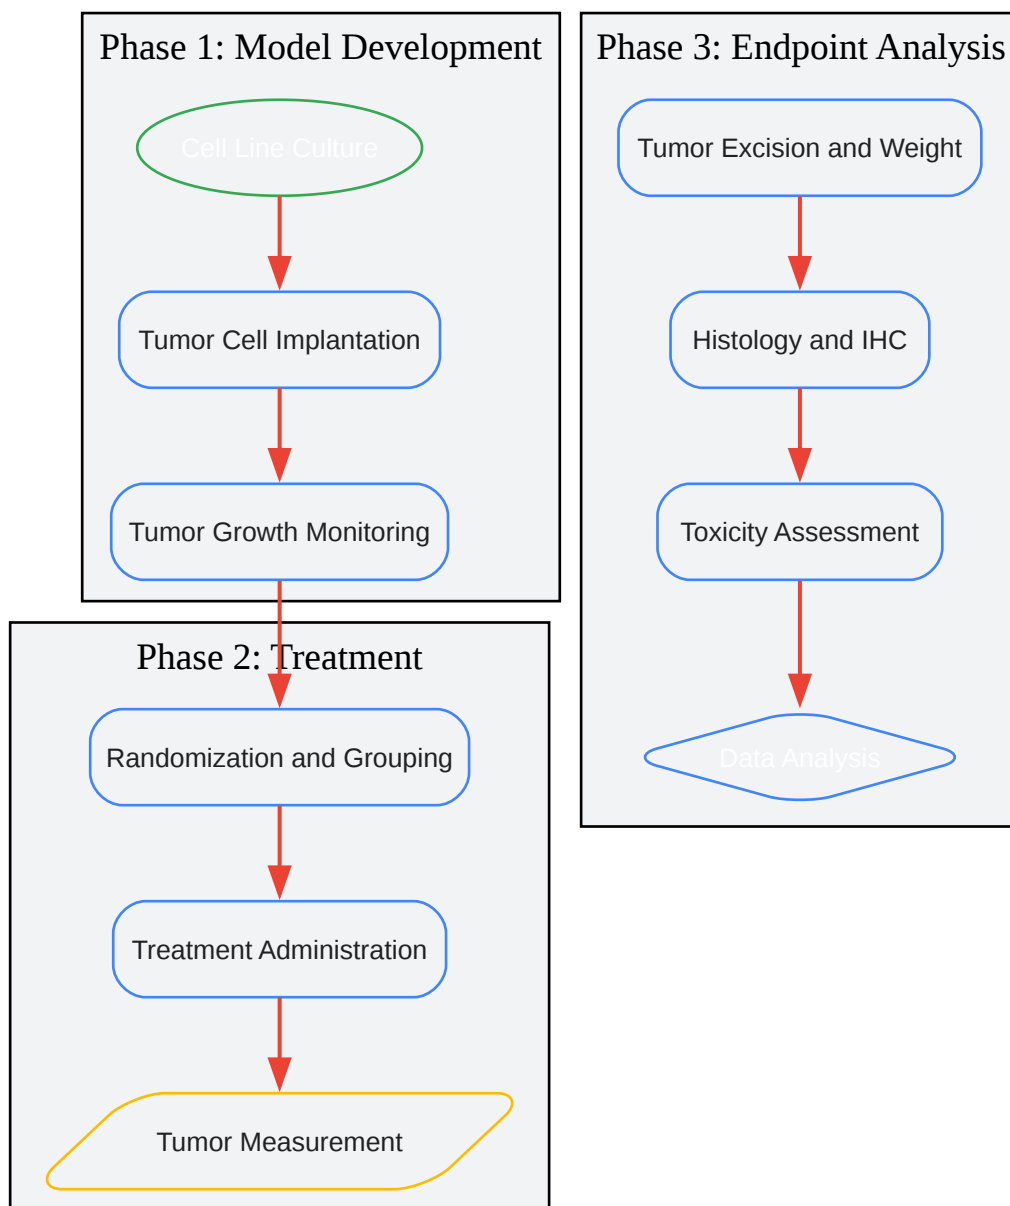 Phase 1: Model Development
Cell Line Culture
Tumor Cell Implantation
Tumor Growth Monitoring
Phase 2: Treatment
Randomization and Grouping
Treatment Administration
Tumor Measurement
Phase 3: Endpoint Analysis
Tumor Excision and Weight
Histology and IHC
Toxicity Assessment
Data Analysis